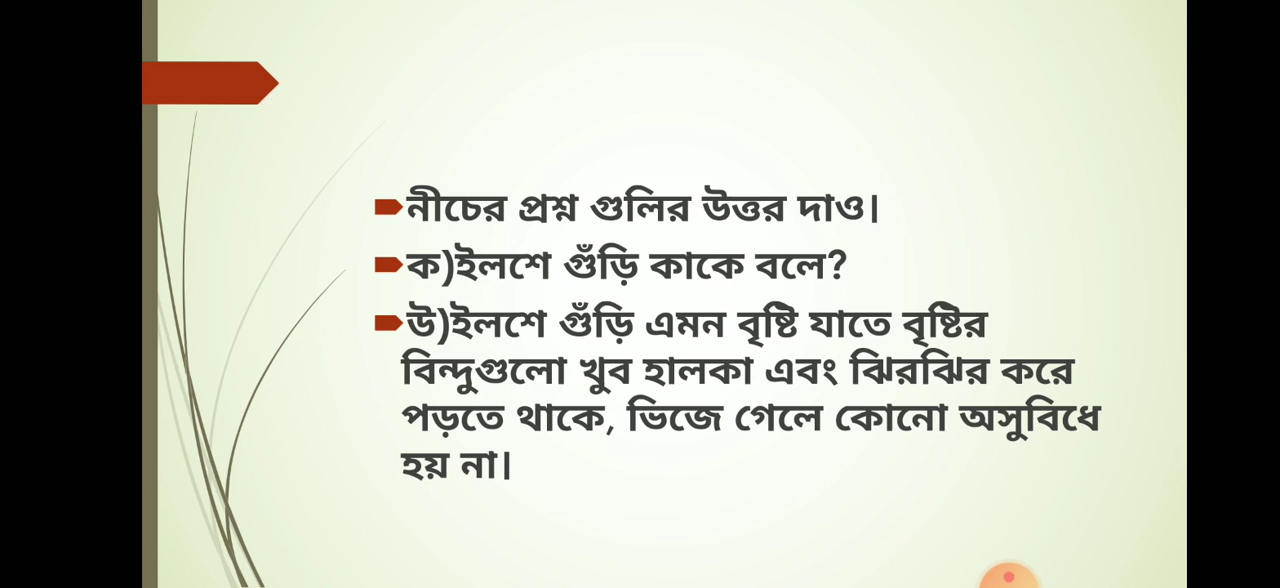 নীচের প্রশ্ন গুলির উত্তর দাও।
ক)ইলশে গুঁড়ি কাকে বলে?
উ)ইলশে গুঁড়ি এমন বৃষ্টি যাতে বৃষ্টির
বিন্দুগুলো খুব হালকা এবং ঝিরঝির করে
পড়তে থাকে, ভিজে গেলে কোনো অসুবিধে
হয় না।